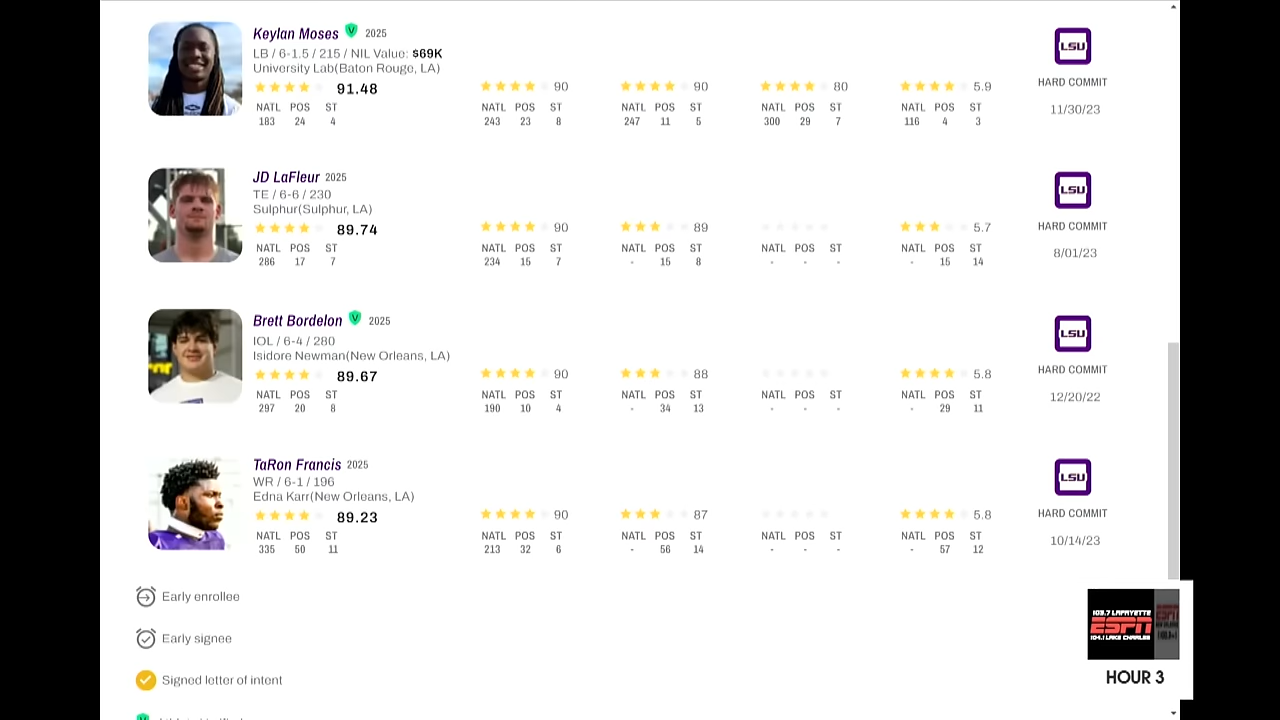 Keylan Moses 2025
LB / 6-1.5 / 215 / NIL Value: $69K
University Lab(Baton Rouge, LA)
91.48 90 90 80 5.9
NATL POS ST NATL POS ST NATL POS ST NATL POS ST NATL POS ST
183 24 4 243 23 8 247 11 5 300 29 7 116 4 3
LSU
HARD COMMIT
11/30/23
JD LaFleur 2025
TE / 6-6 / 230
Sulphur(Sulphur, LA)
89.74 90 89 5.7
NATL POS ST NATL POS ST NATL POS ST NATL POS ST NATL POS ST
286 17 7 234 15 7 - 15 8 - - - - 15 14
LSU
HARD COMMIT
8/01/23
Brett Bordelon 2025
IOL / 6-4 / 280
Isidore Newman(New Orleans, LA)
89.67 90 88 5.8
NATL POS ST NATL POS ST NATL POS ST NATL POS ST NATL POS ST
297 20 8 190 10 4 - 34 13 - - - - 29 11
LSU
HARD COMMIT
12/20/22
TaRon Francis 2025
WR / 6-1 / 196
Edna Karr(New Orleans, LA)
89.23 90 87 5.8
NATL POS ST NATL POS ST NATL POS ST NATL POS ST NATL POS ST
335 50 11 213 32 6 - 56 14 - - - - 57 12
LSU
HARD COMMIT
10/14/23
Early enrollee
Early signee
Signed letter of intent
103.7 LAFAYETTE
ESPN
104.1 LAKE CHARLES
HOUR 3